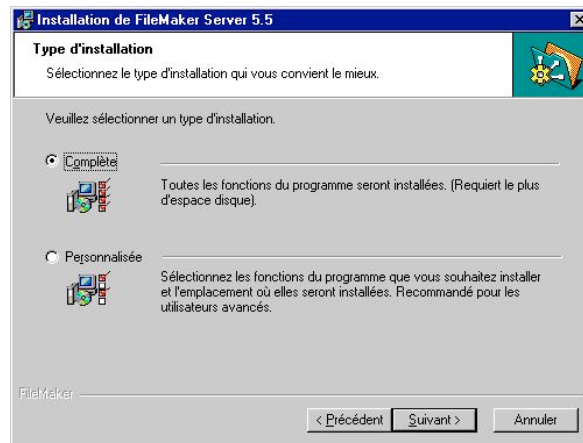 Installation de FileMaker Server 5.5
Type d'installation
Sélectionnez le type d'installation qui vous convient le mieux.
Veuillez sélectionner un type d'installation.
Complète
Toutes les fonctions du programme seront installées. (Requiert le plus
d'espace disque).
Personnalisée
Sélectionnez les fonctions du programme que vous souhaitez installer
et l'emplacement où elles seront installées. Recommandé pour les
utilisateurs avancés.
FileMaker
< Précédent
Suivant >
Annuler